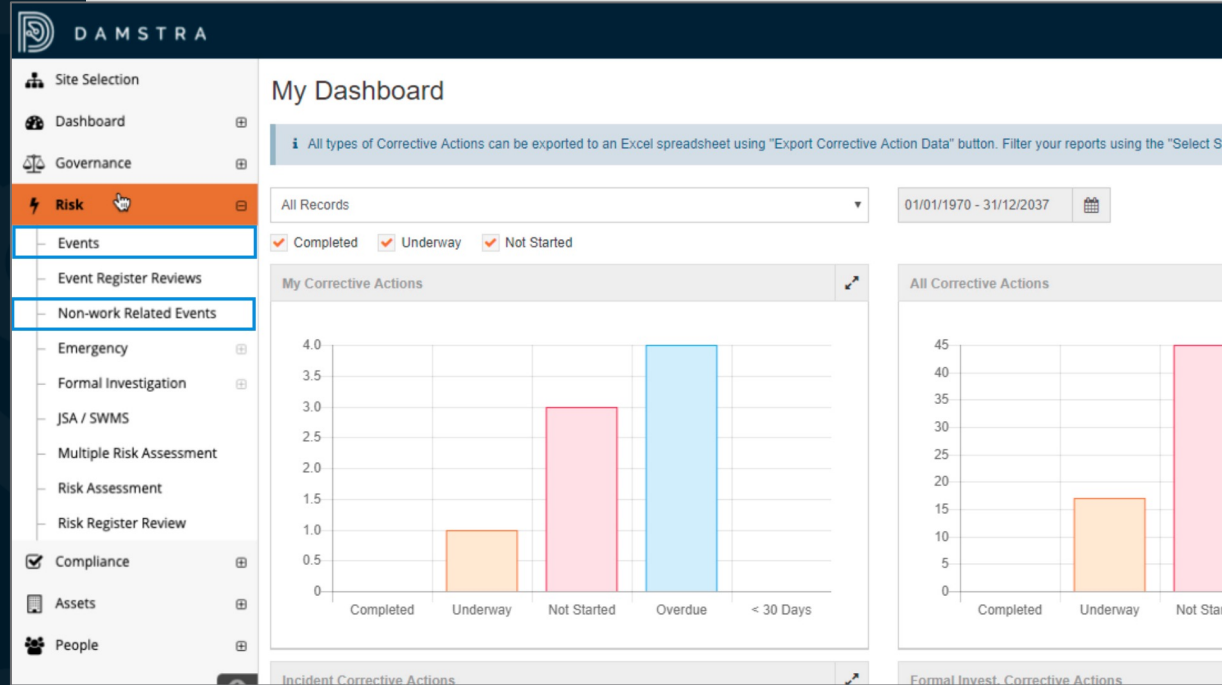 DAMSTRA
Site Selection
Dashboard
Governance
Risk
Events
Event Register Reviews
Non-work Related Events
Emergency
Formal Investigation
JSA / SWMS
Multiple Risk Assessment
Risk Assessment
Risk Register Review
Compliance
Assets
People
My Dashboard
i All types of Corrective Actions can be exported to an Excel spreadsheet using "Export Corrective Action Data" button. Filter your reports using the "Select S
All Records
01/01/1970 - 31/12/2037
Completed Underway Not Started
My Corrective Actions
4.0
3.5
3.0
2.5
2.0
1.5
1.0
0.5
0
Completed Underway Not Started Overdue < 30 Days
All Corrective Actions
45
40
35
30
25
20
15
10
5
0
Completed Underway Not Star
Incident Corrective Actions
Formal Invest. Corrective Actions